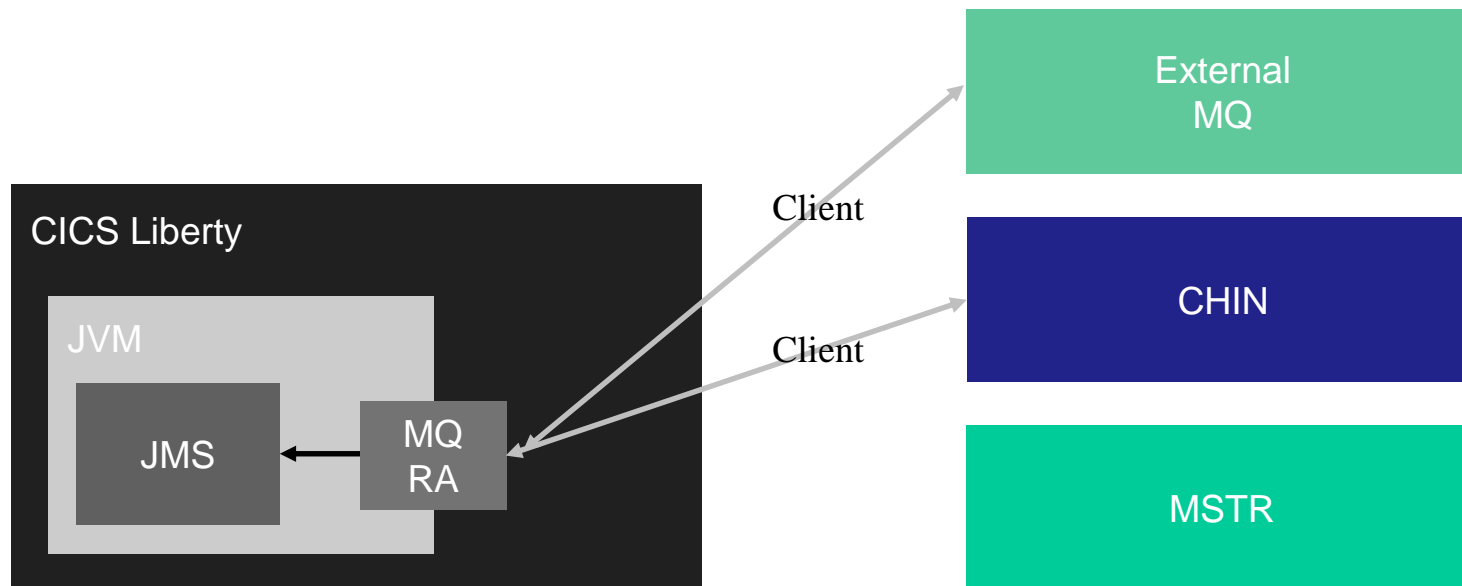 External
MQ
Client
CICS Liberty
CHIN
JVM
Client
MQ
RA
JMS
MSTR